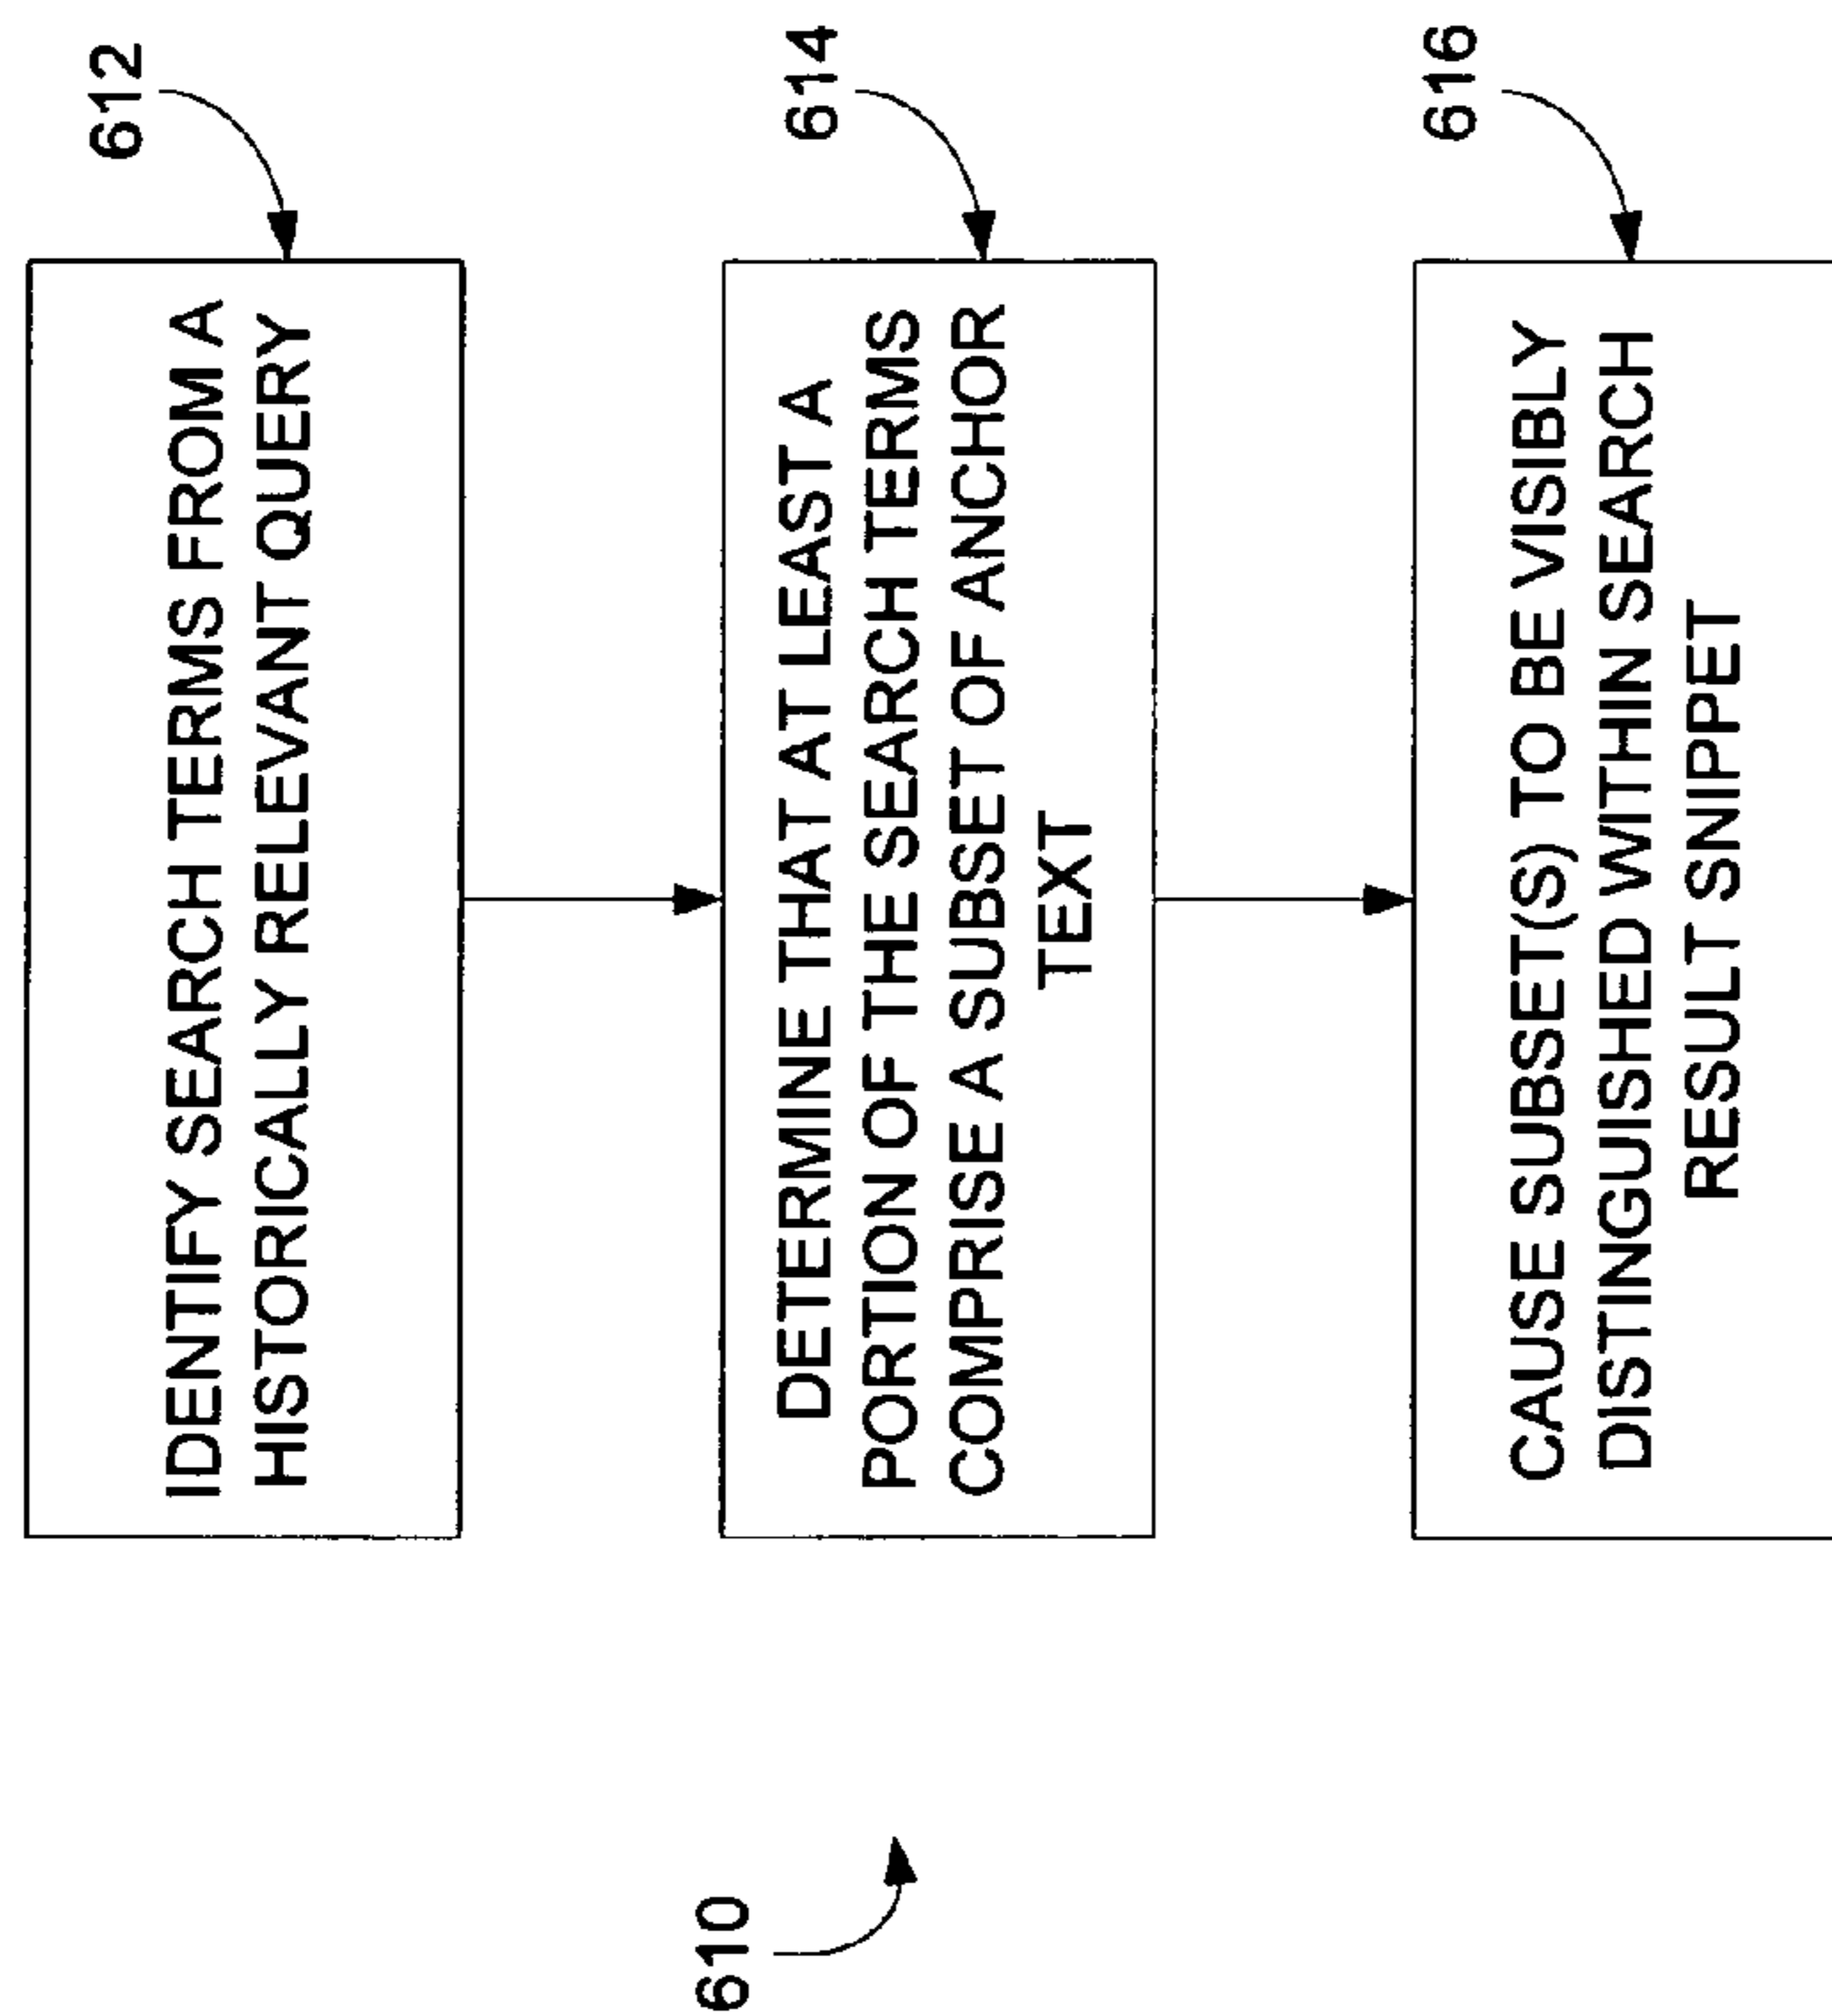 610
612
IDENTIFY SEARCH TERMS FROM A
HISTORICALLY RELEVANT QUERY
614
DETERMINE THAT AT LEAST A
PORTION OF THE SEARCH TERMS
COMPRISE A SUBSET OF ANCHOR
TEXT
616
CAUSE SUBSET(S) TO BE VISIBLY
DISTINGUISHED WITHIN SEARCH
RESULT SNIPPET